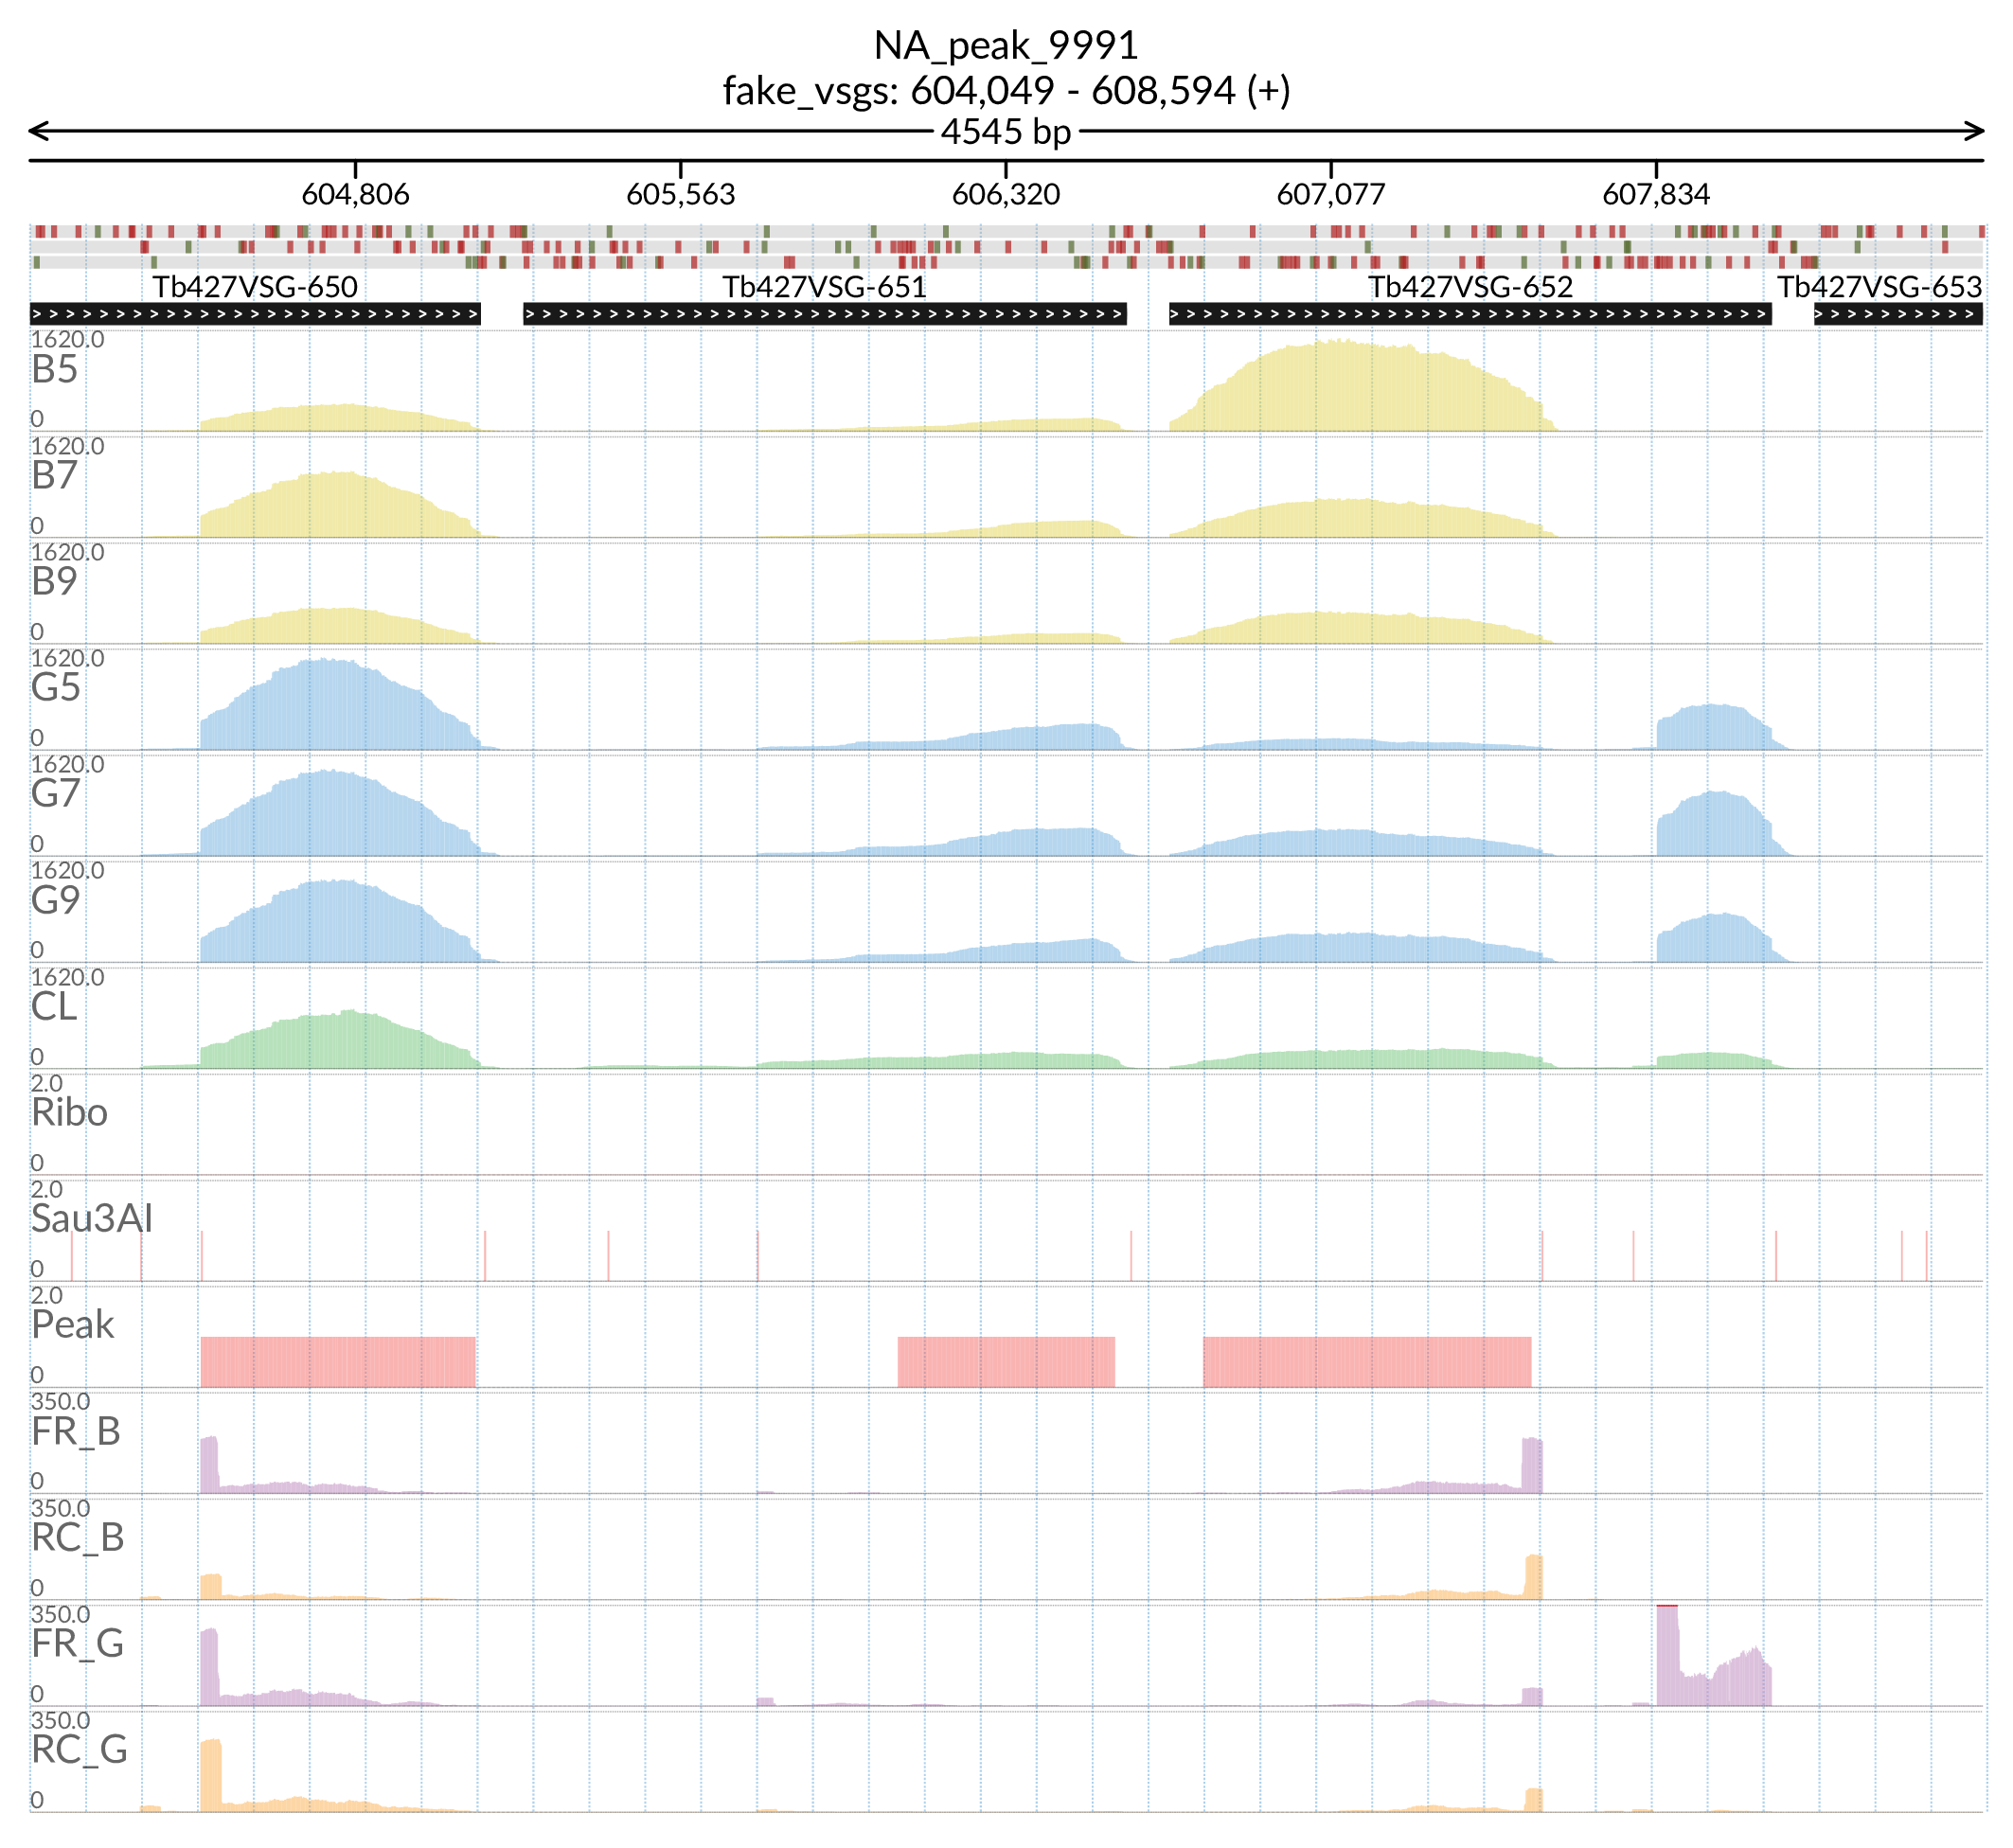 NA_peak_9991
fake_vsgs: 604,049 - 608,594 (+)
4545 bp
604,806 605,563 606,320 607,077 607,834
Tb427VSG-650 Tb427VSG-651 Tb427VSG-652 Tb427VSG-653
1620.0
B5
0
1620.0
B7
0
1620.0
B9
0
1620.0
G5
0
1620.0
G7
0
1620.0
G9
0
1620.0
CL
0
2.0
Ribo
0
2.0
Sau3AI
0
2.0
Peak
0
350.0
FR_B
0
350.0
RC_B
0
350.0
FR_G
0
350.0
RC_G
0